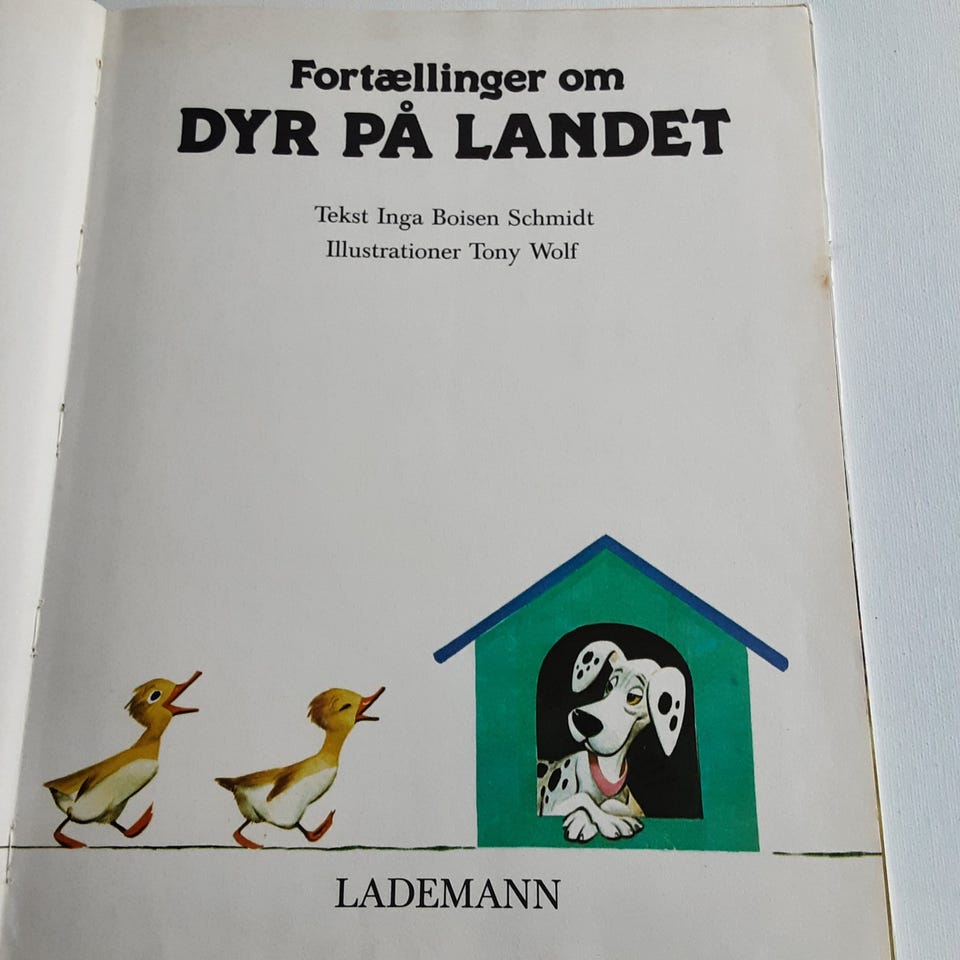 Fortællinger om
DYR PÅ LANDET
Tekst Inga Boisen Schmidt
Illustrationer Tony Wolf
LADEMANN